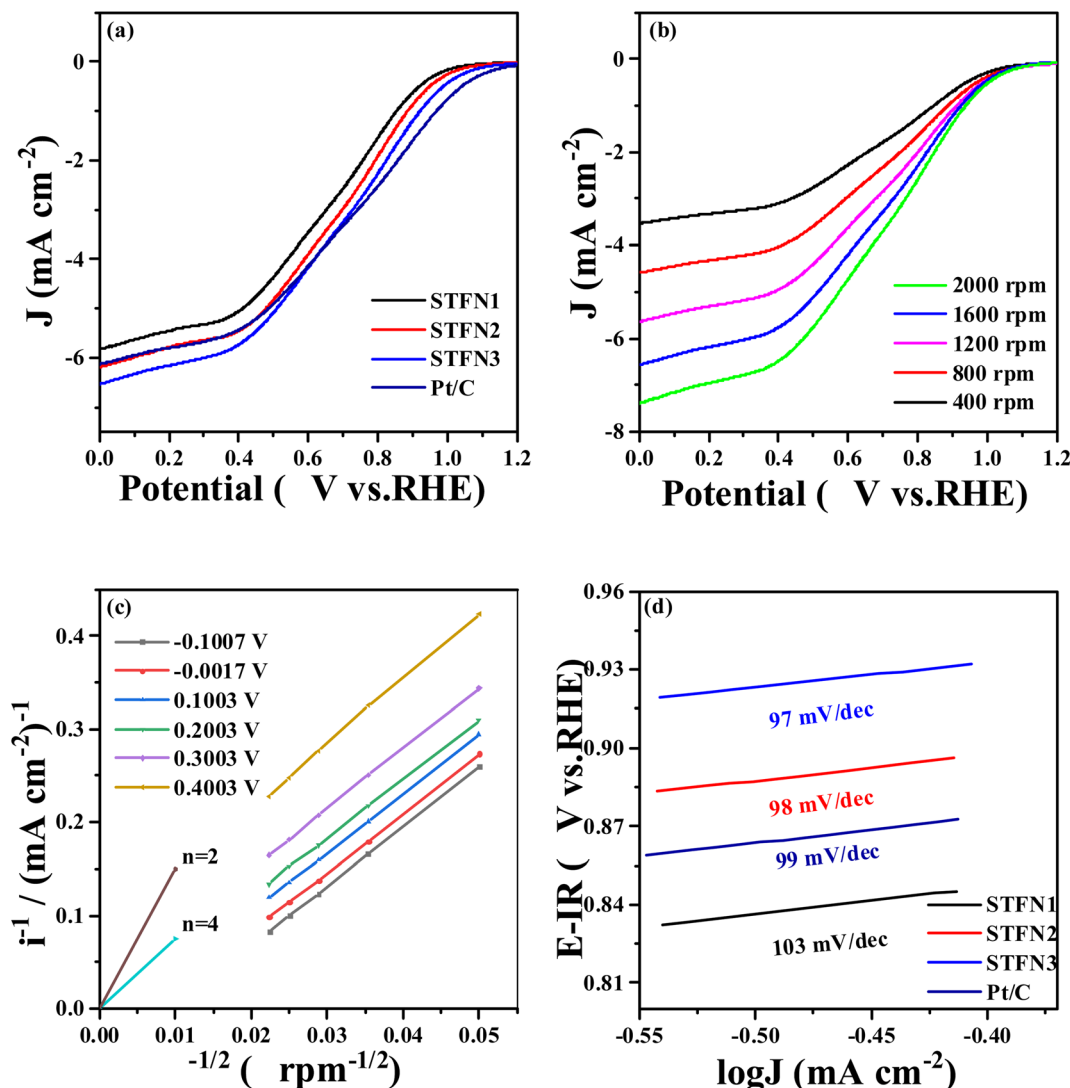 (a)
0
-2
-4
-6
J (mA cm⁻²)
STFN1
STFN2
STFN3
Pt/C
0.0 0.2 0.4 0.6 0.8 1.0 1.2
Potential ( V vs.RHE)
(b)
0
-2
-4
-6
-8
J (mA cm⁻²)
2000 rpm
1600 rpm
1200 rpm
800 rpm
400 rpm
0.0 0.2 0.4 0.6 0.8 1.0 1.2
Potential ( V vs.RHE)
(c)
0.4
0.3
0.2
0.1
0.0
i⁻¹ / (mA cm⁻²)⁻¹
-0.1007 V
-0.0017 V
0.1003 V
0.2003 V
0.3003 V
0.4003 V
n=2
n=4
0.00 0.01 0.02 0.03 0.04 0.05
⁻¹/² ( rpm⁻¹/²)
(d)
0.96
0.93
0.90
0.87
0.84
0.81
E-IR ( V vs.RHE)
97 mV/dec
98 mV/dec
99 mV/dec
103 mV/dec
STFN1
STFN2
STFN3
Pt/C
-0.55 -0.50 -0.45 -0.40
logJ (mA cm⁻²)